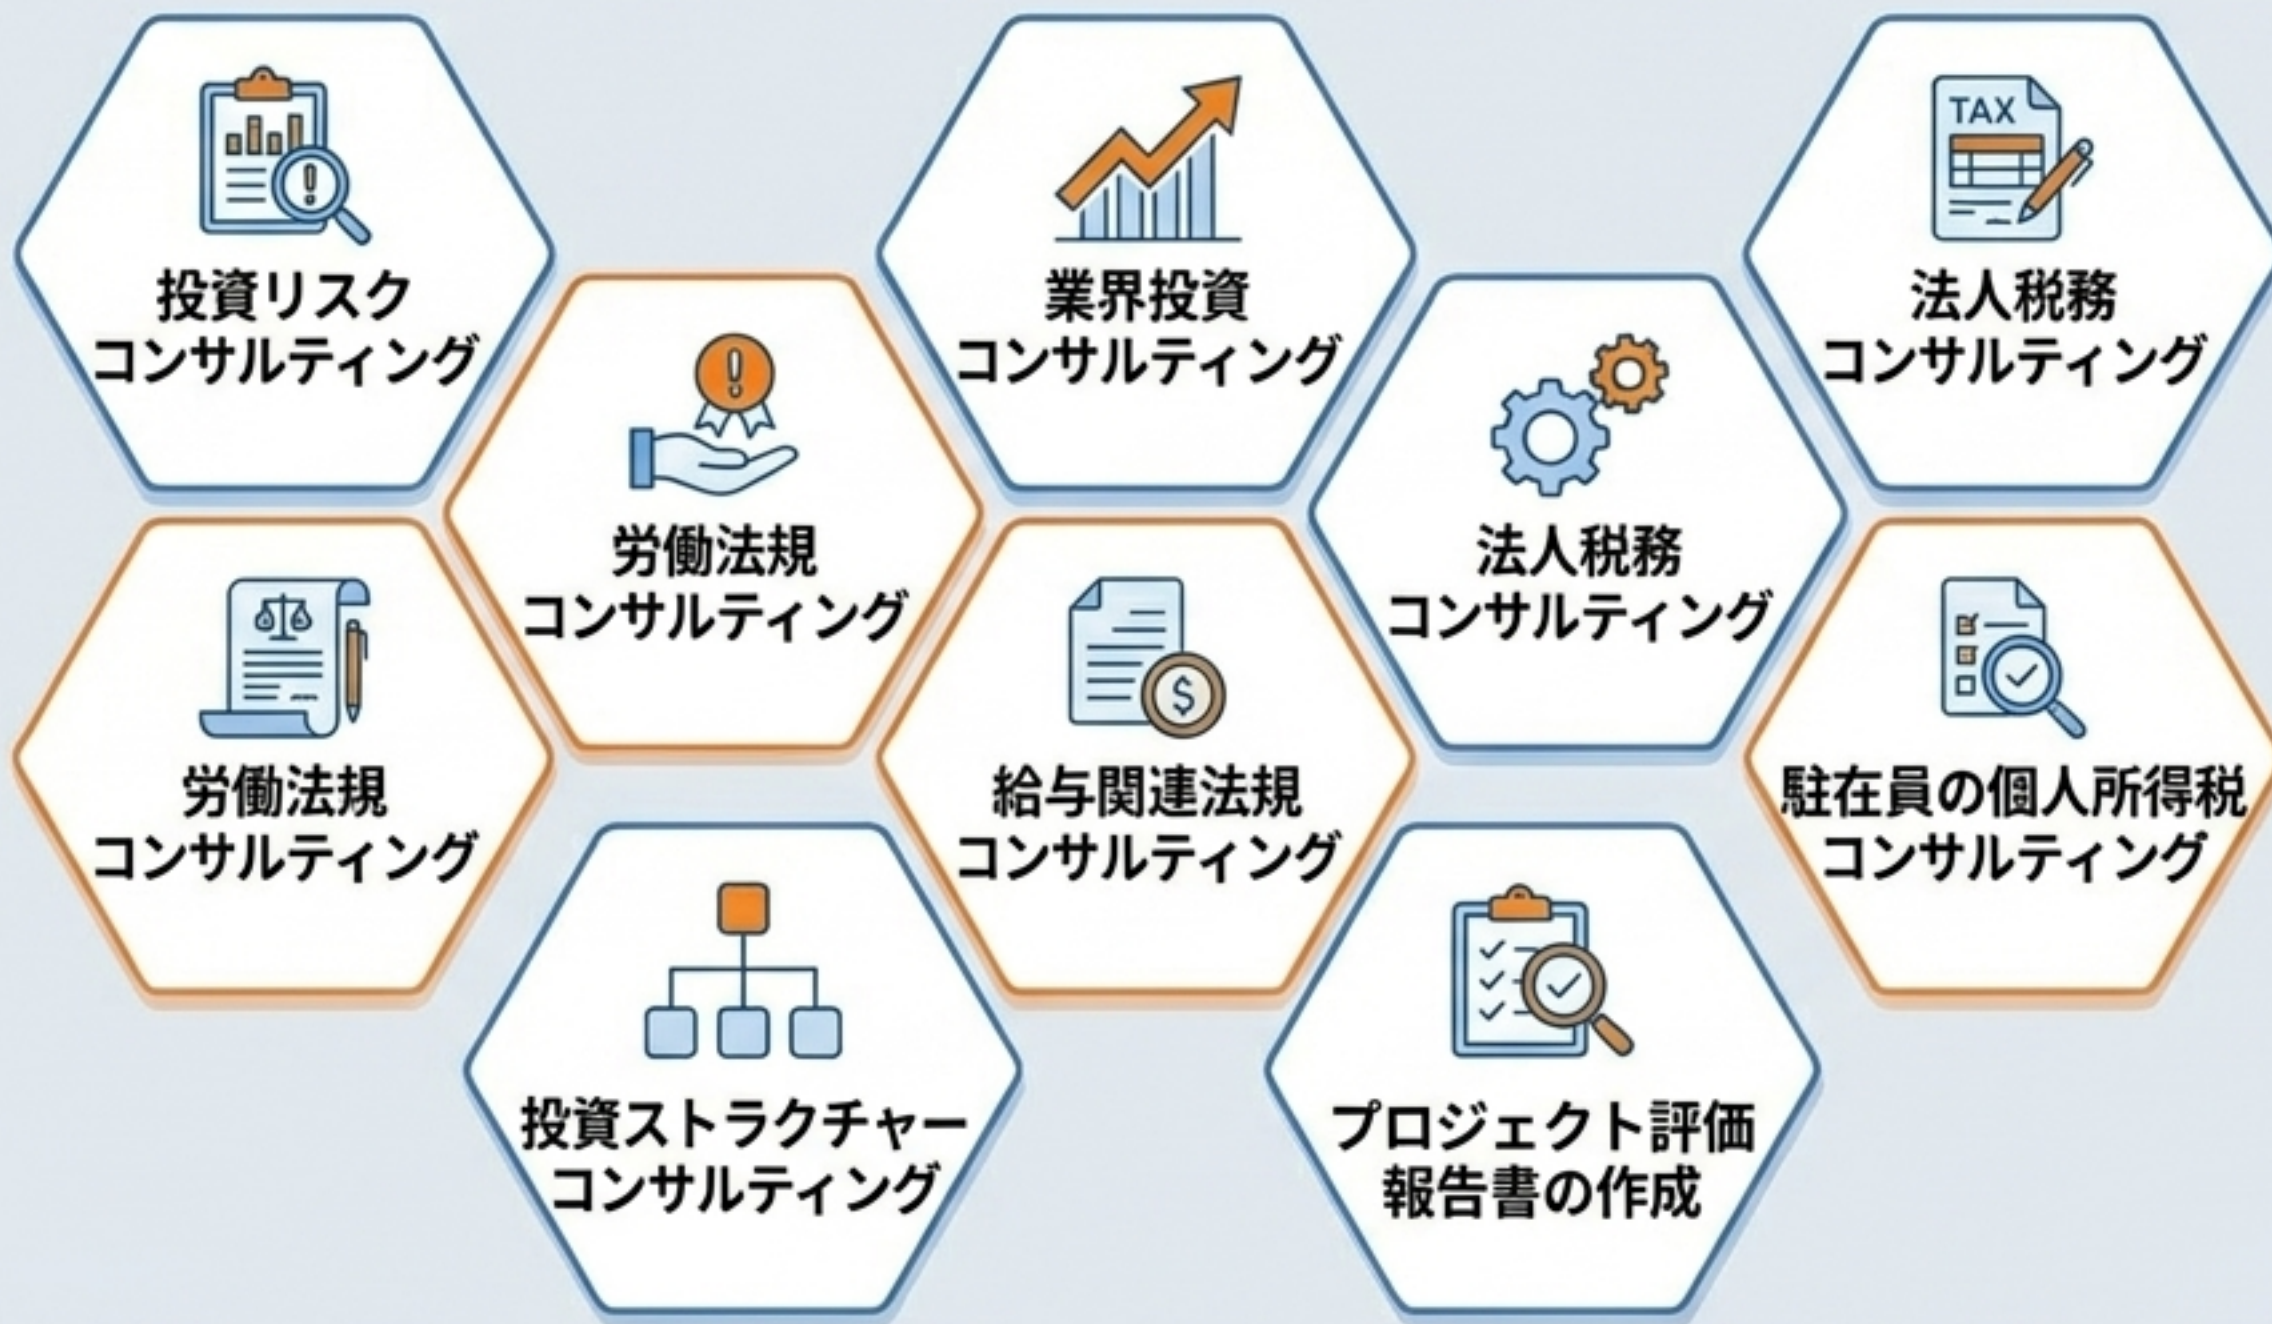 投資リスク
コンサルティング
業界投資
コンサルティング
TAX
法人税務
コンサルティング
労働法規
コンサルティング
法人税務
コンサルティング
労働法規
コンサルティング
$
給与関連法規
コンサルティング
駐在員の個人所得税
コンサルティング
投資ストラクチャー
コンサルティング
プロジェクト評価
報告書の作成